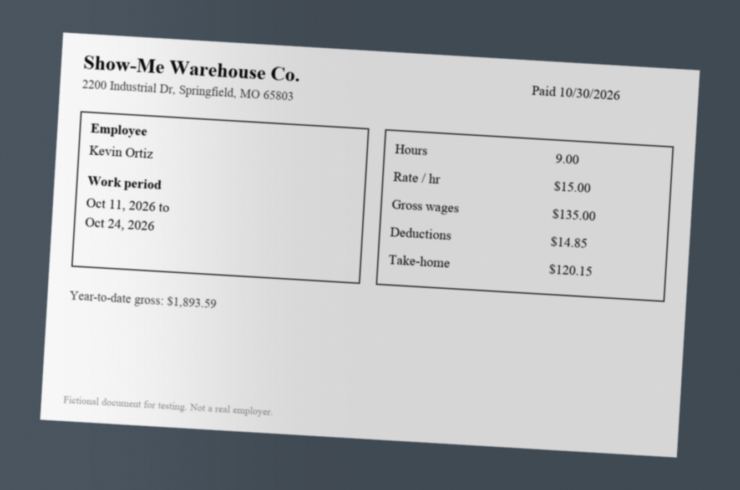 Show-Me Warehouse Co.
2200 Industrial Dr, Springfield, MO 65803
Paid 10/30/2026
Employee
Kevin Ortiz
Work period
Oct 11, 2026 to
Oct 24, 2026
Hours 9.00
Rate / hr $15.00
Gross wages $135.00
Deductions $14.85
Take-home $120.15
Year-to-date gross: $1,893.59
Fictional document for testing. Not a real employer.